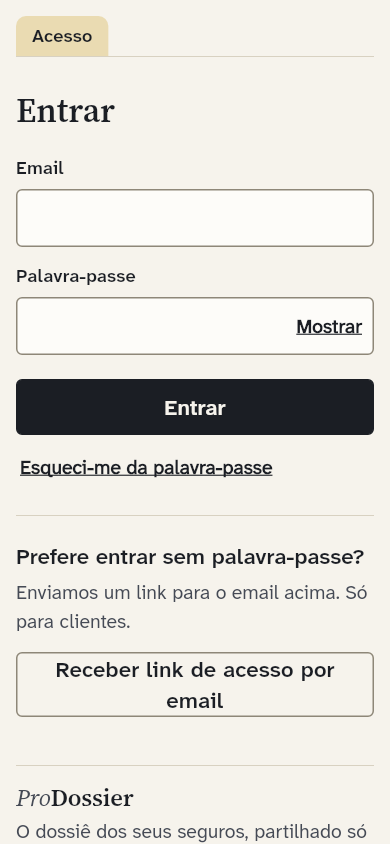 Acesso
Entrar
Email
Palavra-passe
Mostrar
Entrar
Esqueci-me da palavra-passe
Prefere entrar sem palavra-passe?
Enviamos um link para o email acima. Só
para clientes.
Receber link de acesso por
email
ProDossier
O dossiê dos seus seguros, partilhado só